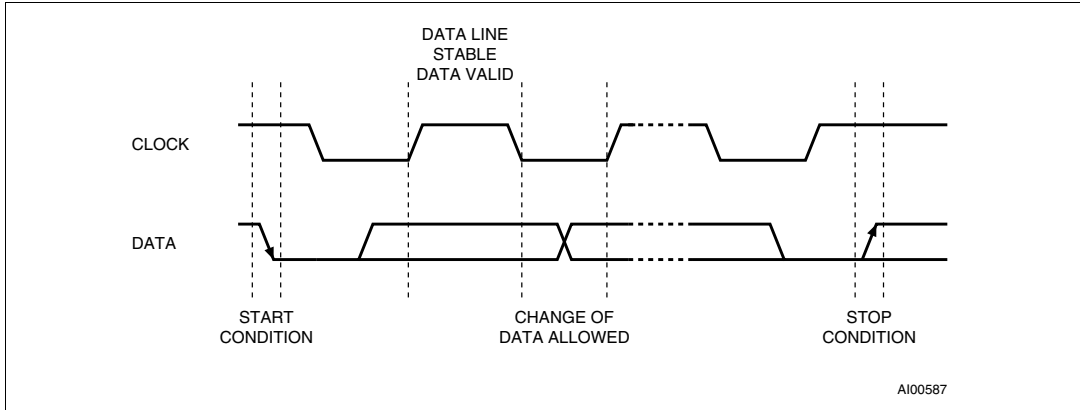 DATA LINE
STABLE
DATA VALID
CLOCK
DATA
START
CONDITION
CHANGE OF
DATA ALLOWED
STOP
CONDITION
AI00587